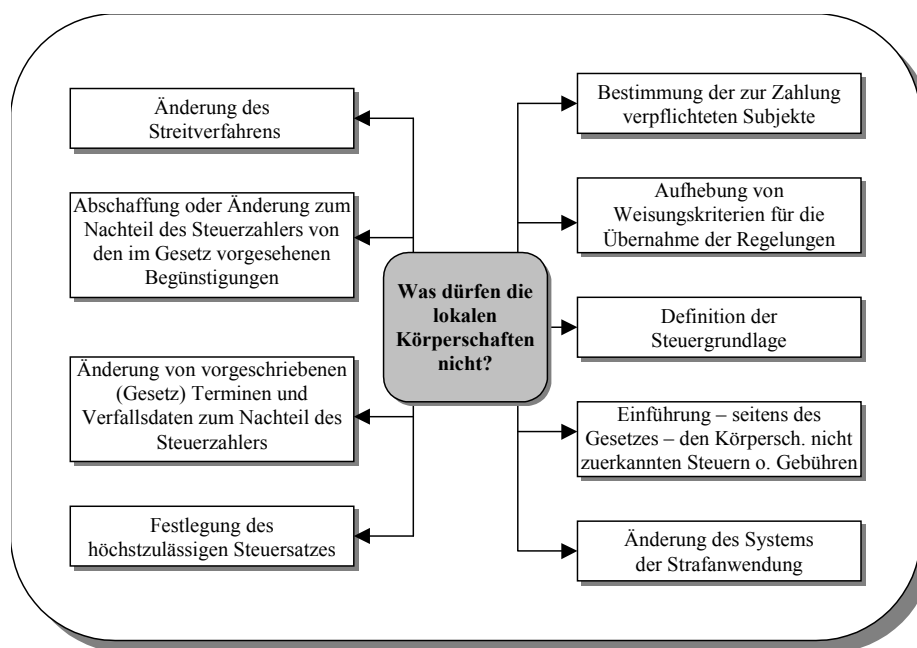 Änderung des
Streitverfahrens
Abschaffung oder Änderung zum
Nachteil des Steuerzahlers von
den im Gesetz vorgesehenen
Begünstigungen
Änderung von vorgeschriebenen
(Gesetz) Terminen und
Verfallsdaten zum Nachteil des
Steuerzahlers
Festlegung des
höchstzulässigen Steuersatzes
Was dürfen die
lokalen
Körperschaften
nicht?
Bestimmung der zur Zahlung
verpflichteten Subjekte
Aufhebung von
Weisungskriterien für die
Übernahme der Regelungen
Definition der
Steuergrundlage
Einführung – seitens des
Gesetzes – den Körpersch. nicht
zuerkannten Steuern o. Gebühren
Änderung des Systems
der Strafanwendung